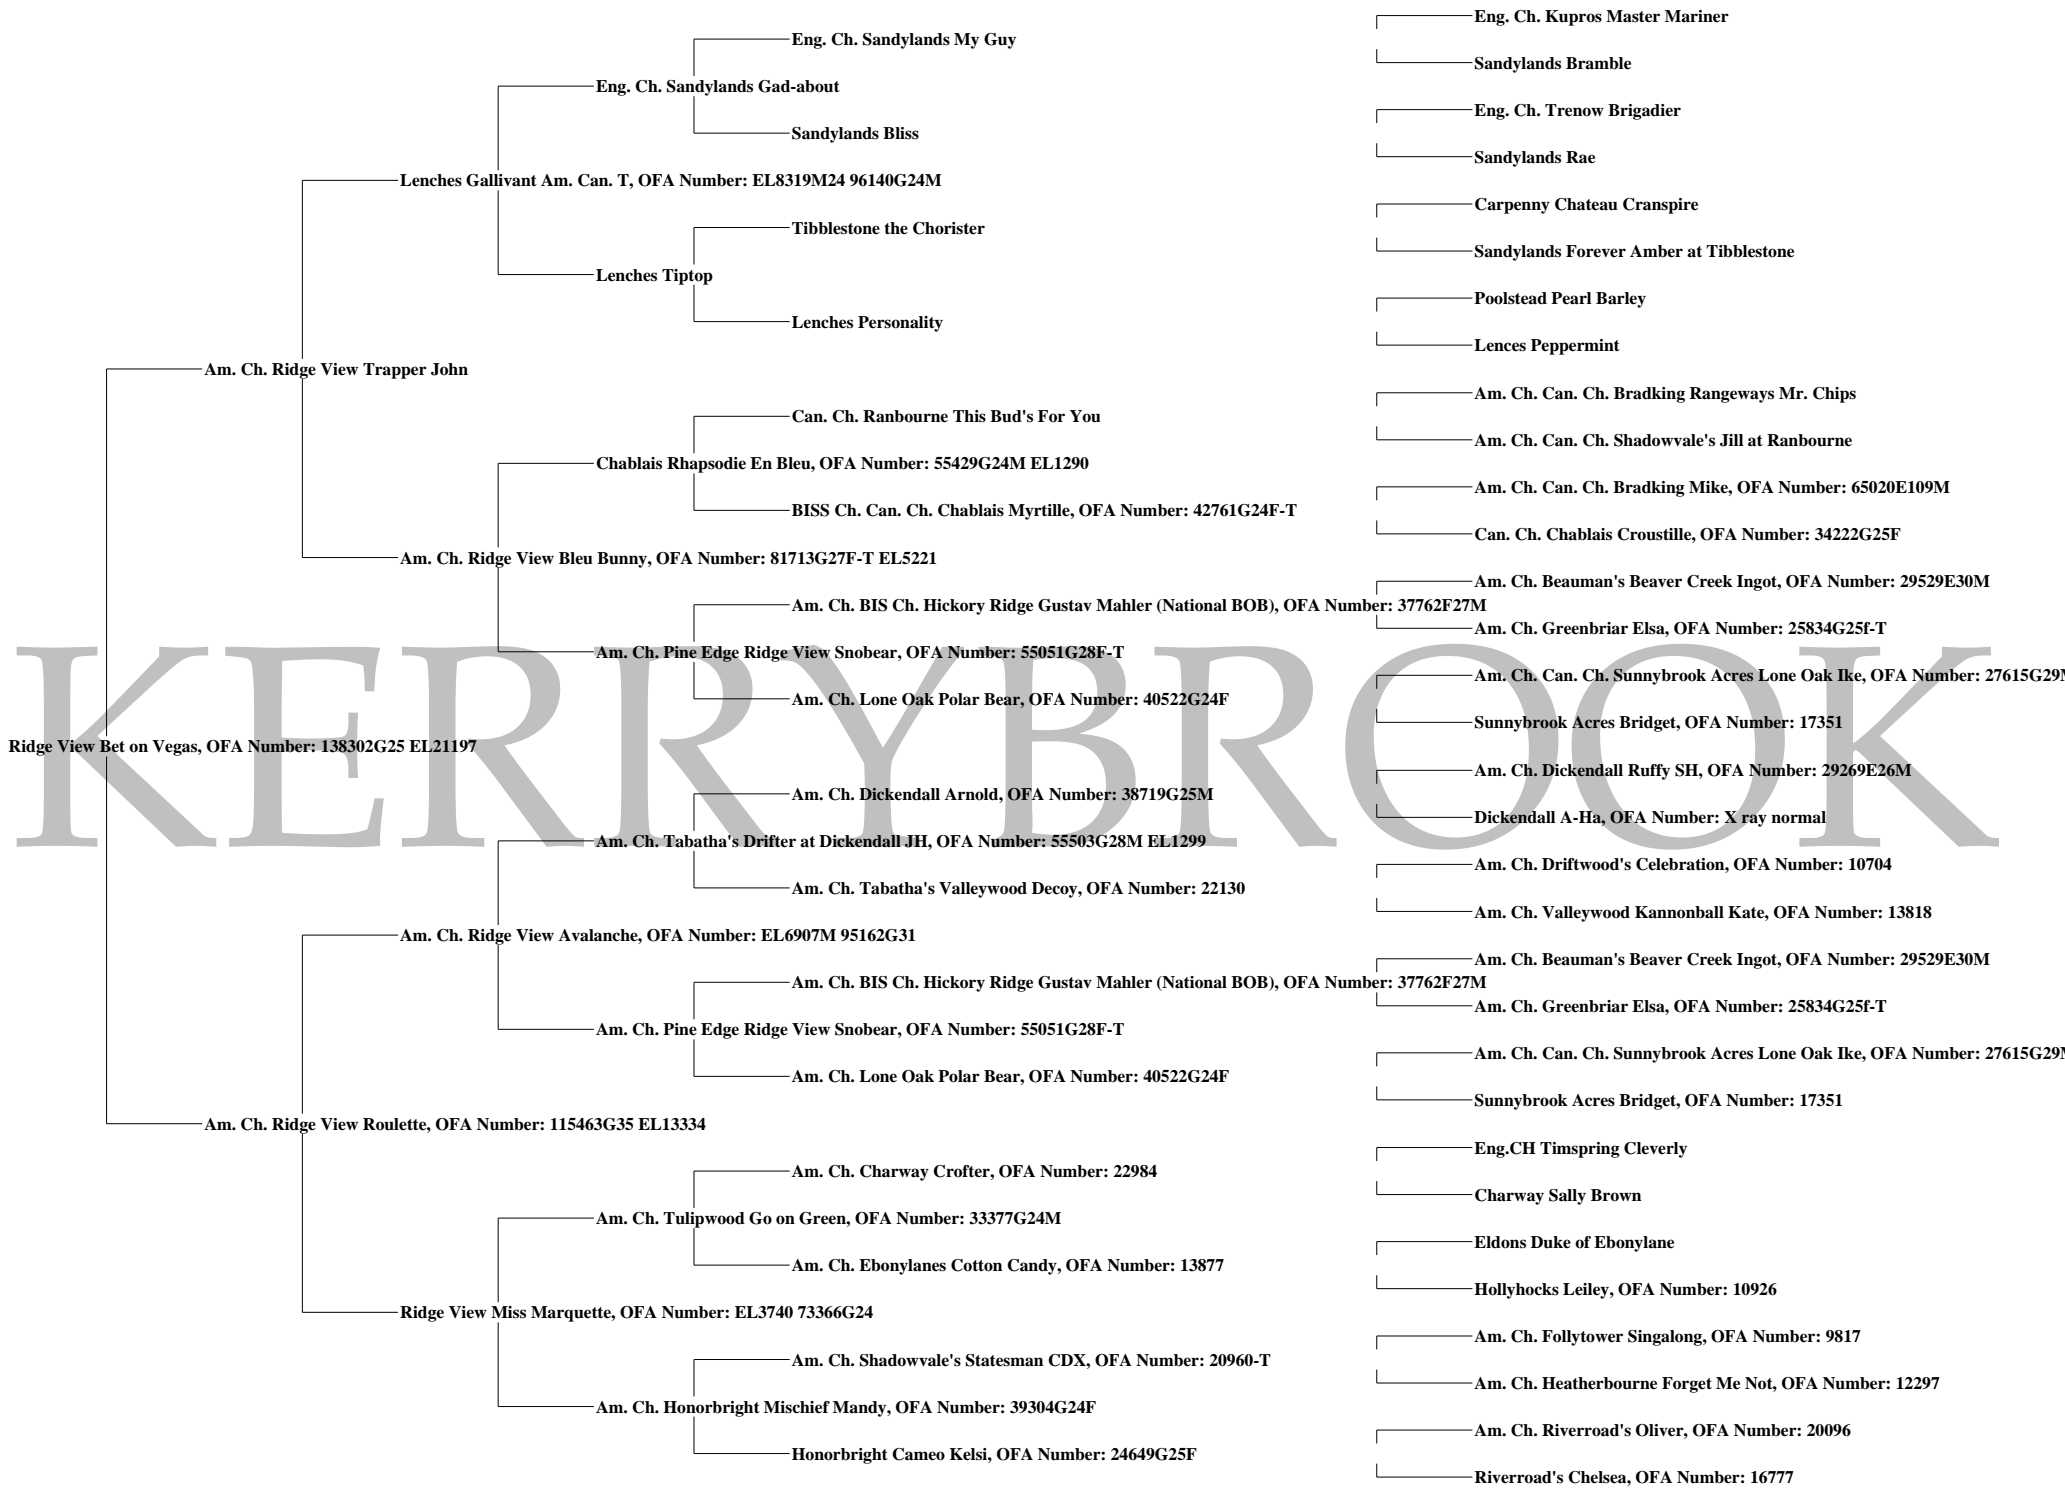 Eng. Ch. Kupros Master Mariner
Eng. Ch. Sandylands My Guy
Sandylands Bramble
Eng. Ch. Sandylands Gad-about
Eng. Ch. Trenow Brigadier
Sandylands Bliss
Sandylands Rae
Lenches Gallivant Am. Can. T, OFA Number: EL8319M24 96140G24M
Carpenny Chateau Cranspire
Tibblestone the Chorister
Sandylands Forever Amber at Tibblestone
Lenches Tiptop
Poolstead Pearl Barley
Lenches Personality
Lences Peppermint
Am. Ch. Ridge View Trapper John
Am. Ch. Can. Ch. Bradking Rangeways Mr. Chips
Can. Ch. Ranbourne This Bud's For You
Am. Ch. Can. Ch. Shadowvale's Jill at Ranbourne
Chablais Rhapsodie En Bleu, OFA Number: 55429G24M EL1290
Am. Ch. Can. Ch. Bradking Mike, OFA Number: 65020E109M
BISS Ch. Can. Ch. Chablais Myrtille, OFA Number: 42761G24F-T
Can. Ch. Chablais Croustille, OFA Number: 34222G25F
Am. Ch. Ridge View Bleu Bunny, OFA Number: 81713G27F-T EL5221
Am. Ch. Beauman's Beaver Creek Ingot, OFA Number: 29529E30M
Am. Ch. BIS Ch. Hickory Ridge Gustav Mahler (National BOB), OFA Number: 37762F27M
Am. Ch. Greenbriar Elsa, OFA Number: 25834G25f-T
Am. Ch. Pine Edge Ridge View Snobear, OFA Number: 55051G28F-T
Am. Ch. Can. Ch. Sunnybrook Acres Lone Oak Ike, OFA Number: 27615G29M
Am. Ch. Lone Oak Polar Bear, OFA Number: 40522G24F
Sunnybrook Acres Bridget, OFA Number: 17351
Ridge View Bet on Vegas, OFA Number: 138302G25 EL21197
KERRYBROOK
Am. Ch. Dickendall Ruffy SH, OFA Number: 29269E26M
Am. Ch. Dickendall Arnold, OFA Number: 38719G25M
Dickendall A-Ha, OFA Number: X ray normal
Am. Ch. Tabatha's Drifter at Dickendall JH, OFA Number: 55503G28M EL1299
Am. Ch. Driftwood's Celebration, OFA Number: 10704
Am. Ch. Tabatha's Valleywood Decoy, OFA Number: 22130
Am. Ch. Valleywood Kannonball Kate, OFA Number: 13818
Am. Ch. Ridge View Avalanche, OFA Number: EL6907M 95162G31
Am. Ch. Beauman's Beaver Creek Ingot, OFA Number: 29529E30M
Am. Ch. BIS Ch. Hickory Ridge Gustav Mahler (National BOB), OFA Number: 37762F27M
Am. Ch. Greenbriar Elsa, OFA Number: 25834G25f-T
Am. Ch. Pine Edge Ridge View Snobear, OFA Number: 55051G28F-T
Am. Ch. Can. Ch. Sunnybrook Acres Lone Oak Ike, OFA Number: 27615G29M
Am. Ch. Lone Oak Polar Bear, OFA Number: 40522G24F
Sunnybrook Acres Bridget, OFA Number: 17351
Am. Ch. Ridge View Roulette, OFA Number: 115463G35 EL13334
Eng.CH Timspring Cleverly
Am. Ch. Charway Crofter, OFA Number: 22984
Charway Sally Brown
Am. Ch. Tulipwood Go on Green, OFA Number: 33377G24M
Eldons Duke of Ebonylane
Am. Ch. Ebonylanes Cotton Candy, OFA Number: 13877
Hollyhocks Leiley, OFA Number: 10926
Ridge View Miss Marquette, OFA Number: EL3740 73366G24
Am. Ch. Follytower Singalong, OFA Number: 9817
Am. Ch. Shadowvale's Statesman CDX, OFA Number: 20960-T
Am. Ch. Heatherbourne Forget Me Not, OFA Number: 12297
Am. Ch. Honorbright Mischief Mandy, OFA Number: 39304G24F
Am. Ch. Riverroad's Oliver, OFA Number: 20096
Honorbright Cameo Kelsi, OFA Number: 24649G25F
Riverroad's Chelsea, OFA Number: 16777